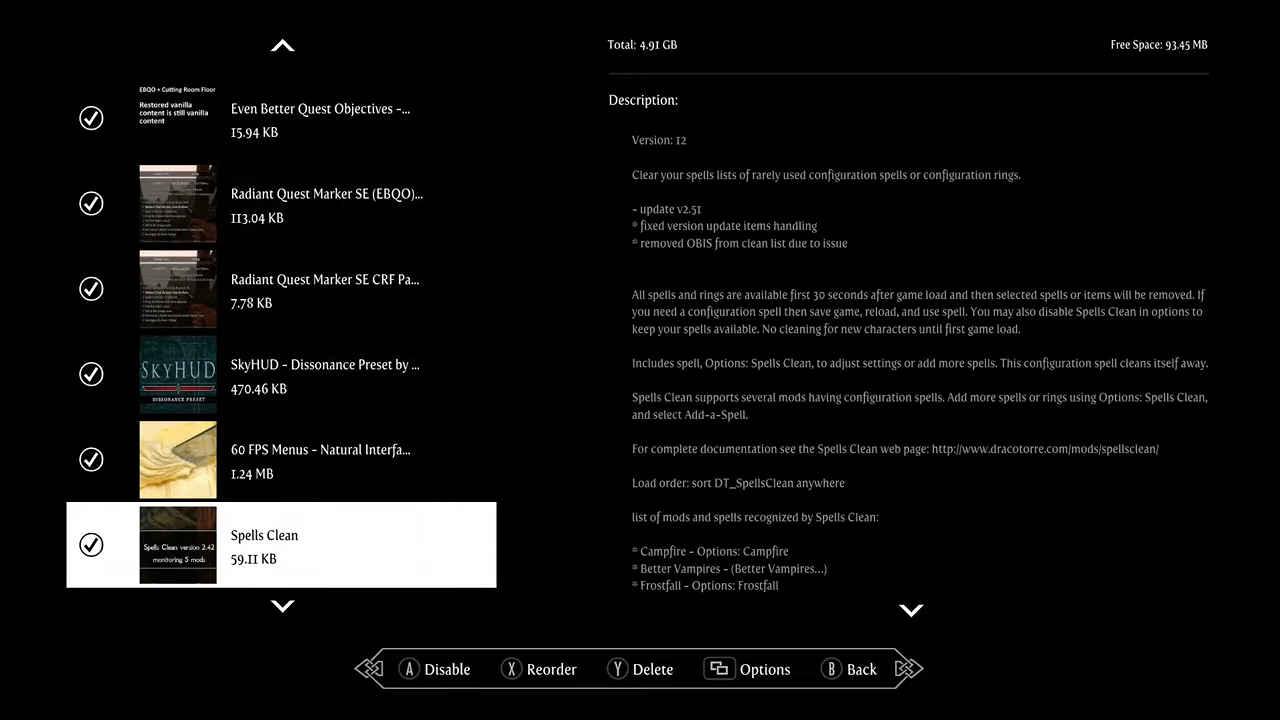 Total: 4.91 GB
Free Space: 93.45 MB
EBQO + Cutting Room Floor
Restored vanilla
content is still vanilla
content
Even Better Quest Objectives -...
15.94 KB
Radiant Quest Marker SE (EBQO)...
113.04 KB
Radiant Quest Marker SE CRF Pa...
7.78 KB
SKYHUD
DISSONANCE PRESET
SkyHUD - Dissonance Preset by ...
470.46 KB
60 FPS Menus - Natural Interfa...
1.24 MB
Spells Clean version 2.42
monitoring 5 mods
Spells Clean
59.11 KB
Description:
Version: 12
Clear your spells lists of rarely used configuration spells or configuration rings.
- update v2.51
* fixed version update items handling
* removed OBIS from clean list due to issue
All spells and rings are available first 30 seconds after game load and then selected spells or items will be removed. If
you need a configuration spell then save game, reload, and use spell. You may also disable Spells Clean in options to
keep your spells available. No cleaning for new characters until first game load.
Includes spell, Options: Spells Clean, to adjust settings or add more spells. This configuration spell cleans itself away.
Spells Clean supports several mods having configuration spells. Add more spells or rings using Options: Spells Clean,
and select Add-a-Spell.
For complete documentation see the Spells Clean web page: http://www.dracotorre.com/mods/spellsclean/
Load order: sort DT_SpellsClean anywhere
list of mods and spells recognized by Spells Clean:
* Campfire - Options: Campfire
* Better Vampires - (Better Vampires...)
* Frostfall - Options: Frostfall
A Disable
X Reorder
Y Delete
Options
B Back